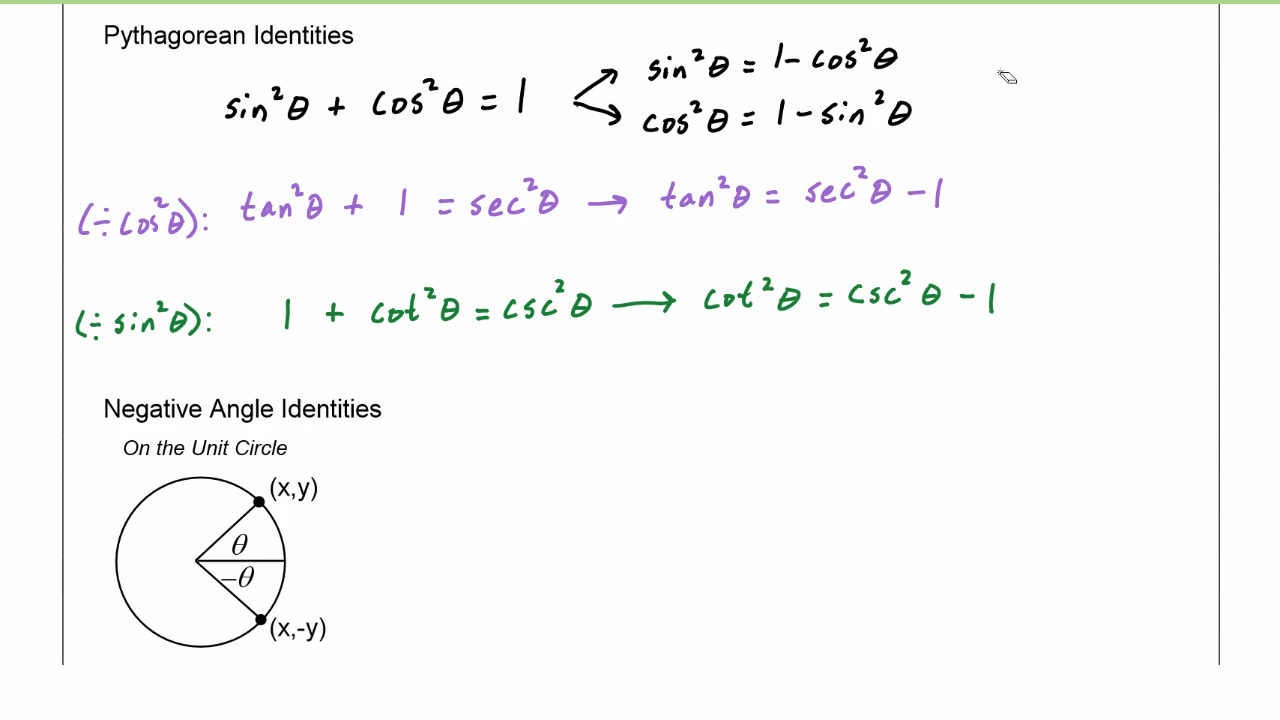 Pythagorean Identities
sin²θ + cos²θ = 1
sin²θ = 1 - cos²θ
cos²θ = 1 - sin²θ
(÷cos²θ): tan²θ + 1 = sec²θ → tan²θ = sec²θ - 1
(÷sin²θ): 1 + cot²θ = csc²θ → cot²θ = csc²θ - 1
Negative Angle Identities
On the Unit Circle
(x,y)
θ
-θ
(x,-y)